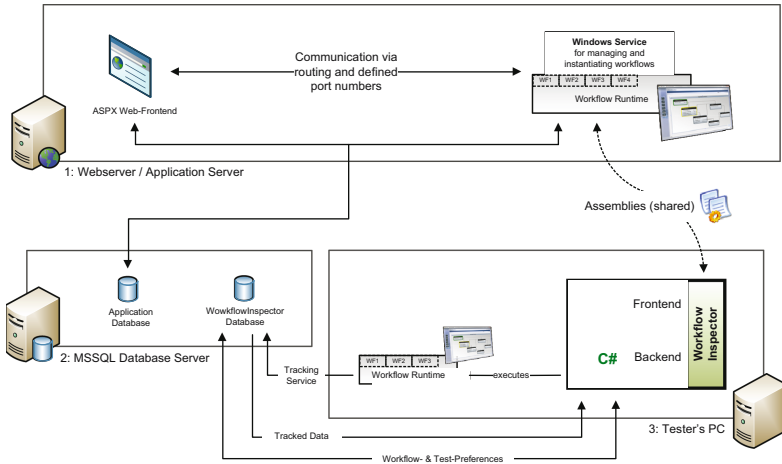 Windows Service
for managing and
instantiating workflows
WF1 WF2 WF3 WF4
Workflow Runtime
Communication via
routing and defined
port numbers
ASPX Web-Frontend
1: Webserver / Application Server
Assemblies (shared)
Application
Database
WowkflowInspector
Database
2: MSSQL Database Server
Tracking
Service
WF1 WF2 WF3
Workflow Runtime
executes
Frontend
C#
Backend
Workflow
Inspector
3: Tester's PC
Tracked Data
Workflow- & Test-Preferences